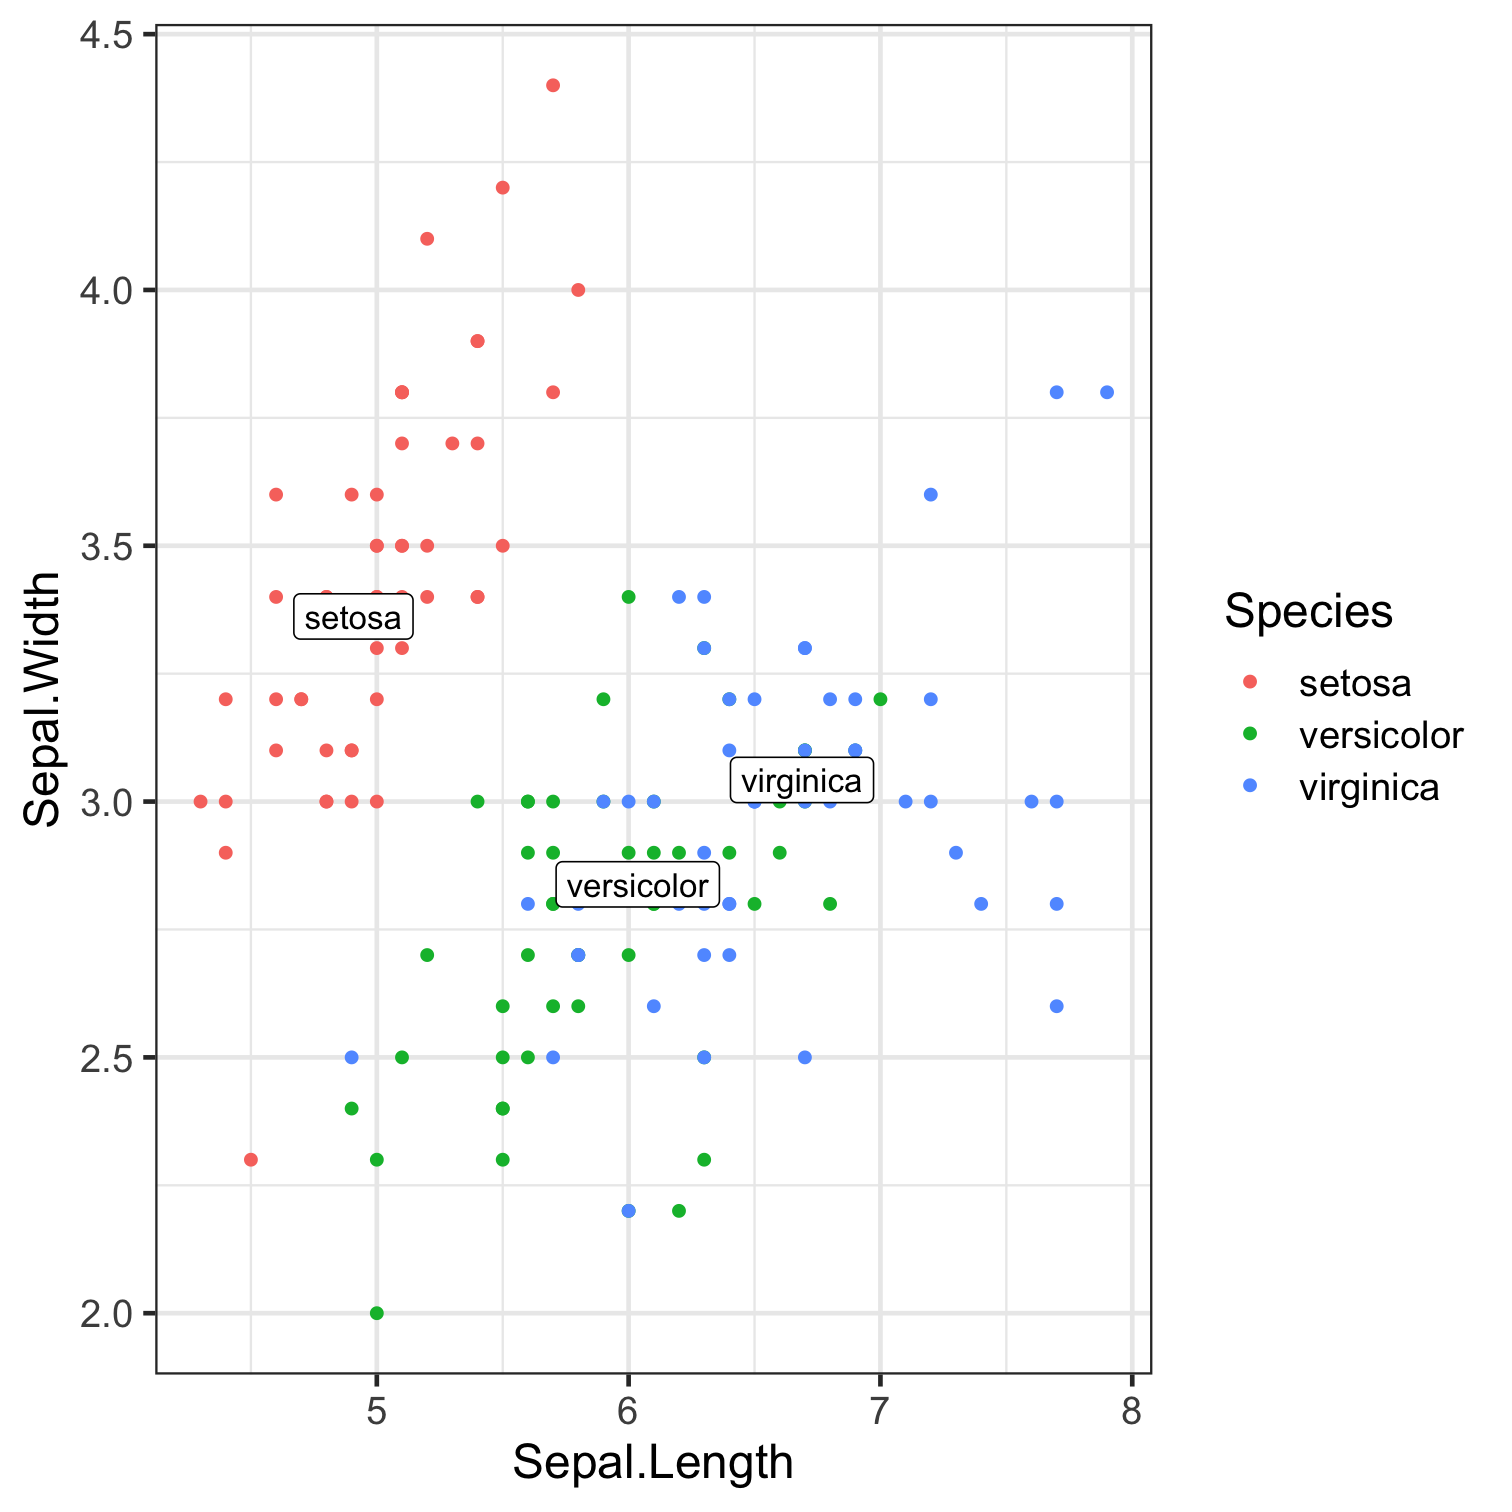 4.5
4.0
3.5
3.0
2.5
2.0
Sepal.Width
setosa
virginica
versicolor
5 6 7 8
Sepal.Length
Species
setosa
versicolor
virginica